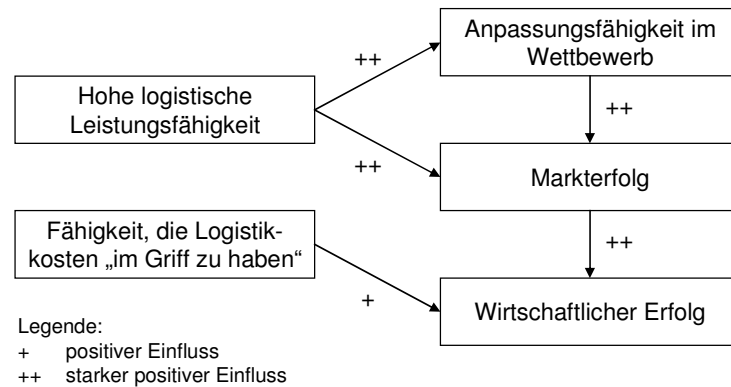 Anpassungsfähigkeit im
Wettbewerb
++
Hohe logistische
Leistungsfähigkeit
++
++
Markterfolg
Fähigkeit, die Logistik-
kosten „im Griff zu haben“
++
+
Wirtschaftlicher Erfolg
Legende:
+ positiver Einfluss
++ starker positiver Einfluss